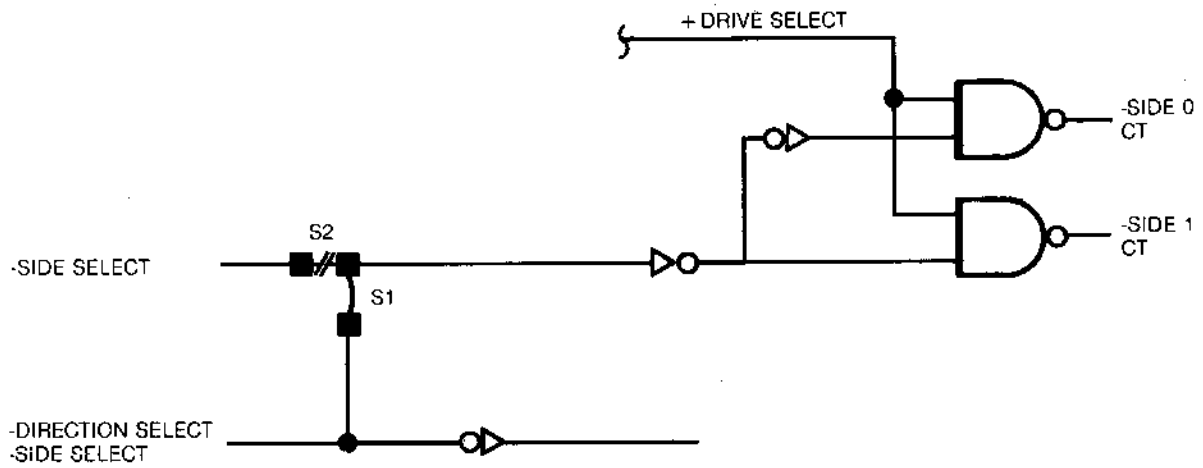 + DRIVE SELECT
-SIDE 0
CT
-SIDE 1
CT
S2
-SIDE SELECT
S1
-DIRECTION SELECT
-SIDE SELECT